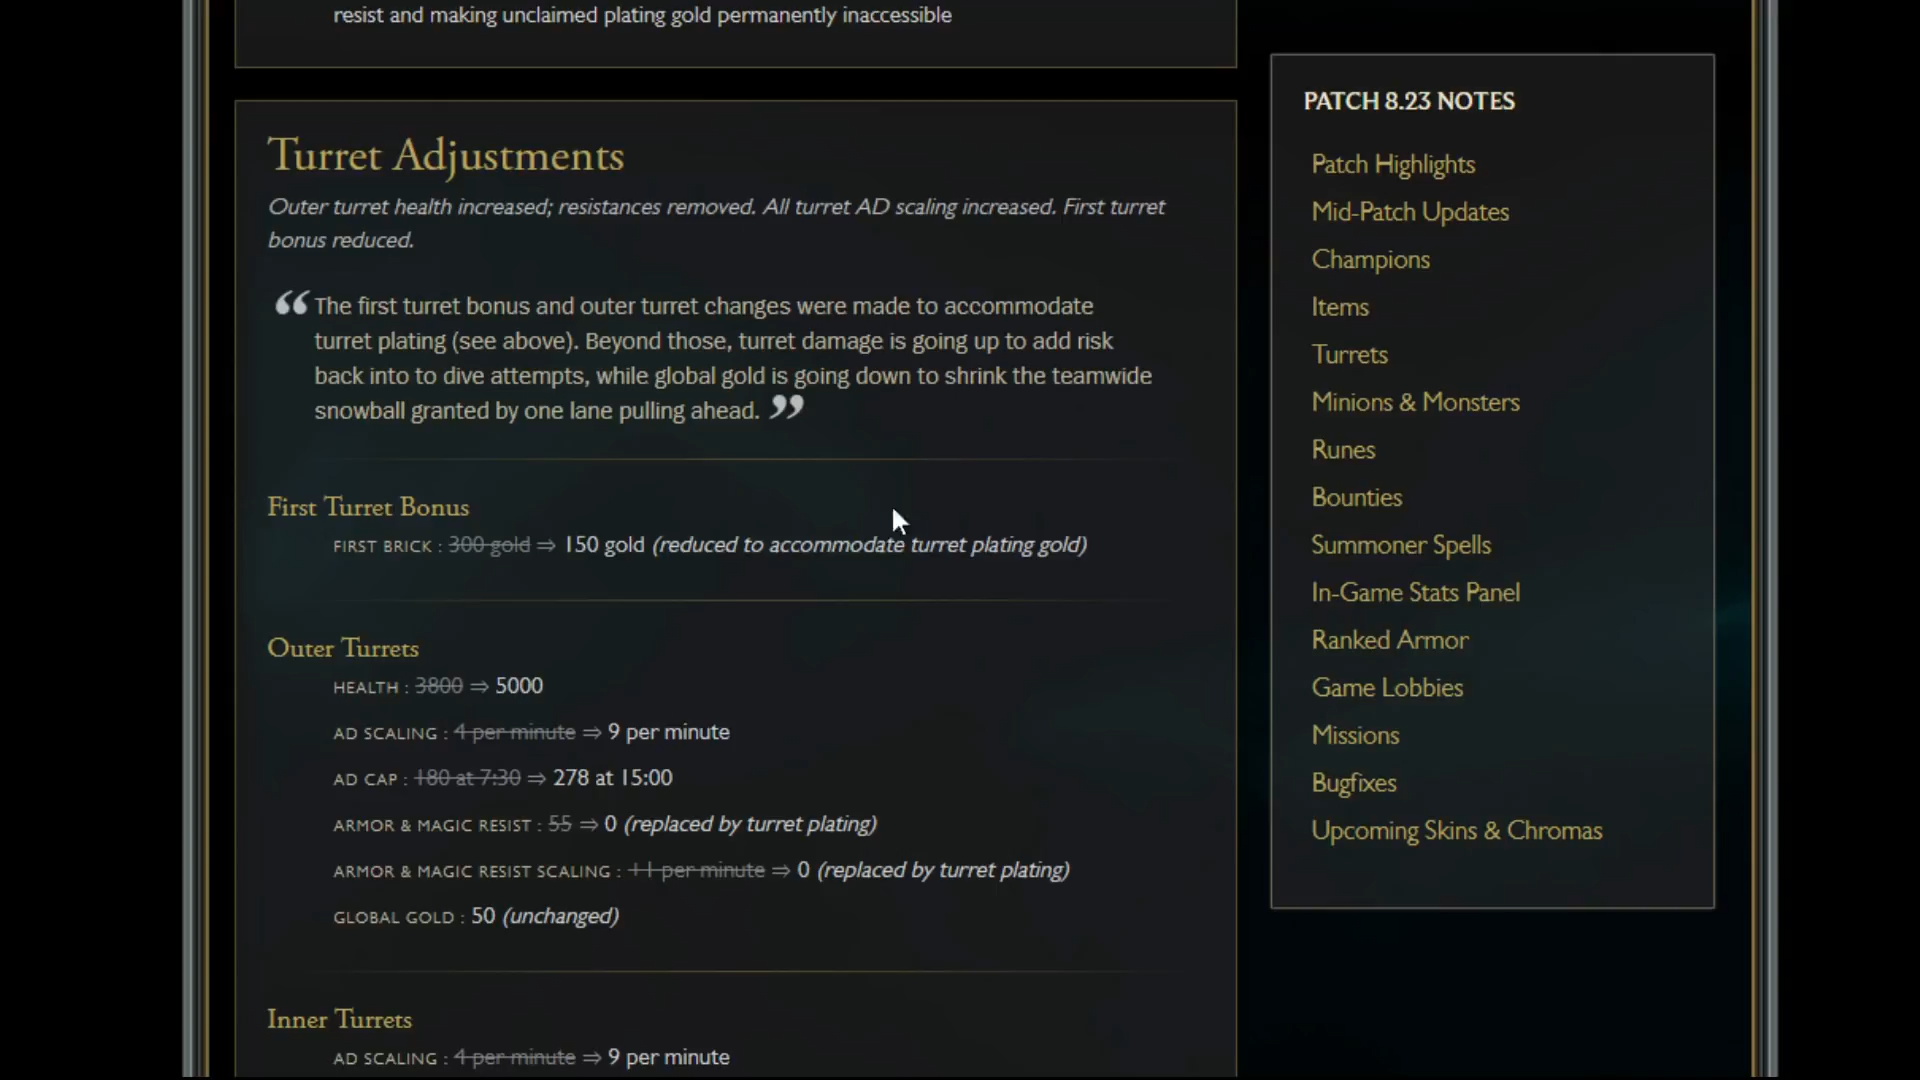 resist and making unclaimed plating gold permanently inaccessible
Turret Adjustments
Outer turret health increased; resistances removed. All turret AD scaling increased. First turret
bonus reduced.
“The first turret bonus and outer turret changes were made to accommodate
turret plating (see above). Beyond those, turret damage is going up to add risk
back into to dive attempts, while global gold is going down to shrink the teamwide
snowball granted by one lane pulling ahead.”
First Turret Bonus
FIRST BRICK : 300 gold ⇒ 150 gold (reduced to accommodate turret plating gold)
Outer Turrets
HEALTH : 3800 ⇒ 5000
AD SCALING : 4 per minute ⇒ 9 per minute
AD CAP : 180 at 7:30 ⇒ 278 at 15:00
ARMOR & MAGIC RESIST : 55 ⇒ 0 (replaced by turret plating)
ARMOR & MAGIC RESIST SCALING : +1 per minute ⇒ 0 (replaced by turret plating)
GLOBAL GOLD : 50 (unchanged)
Inner Turrets
AD SCALING : 4 per minute ⇒ 9 per minute
PATCH 8.23 NOTES
Patch Highlights
Mid-Patch Updates
Champions
Items
Turrets
Minions & Monsters
Runes
Bounties
Summoner Spells
In-Game Stats Panel
Ranked Armor
Game Lobbies
Missions
Bugfixes
Upcoming Skins & Chromas